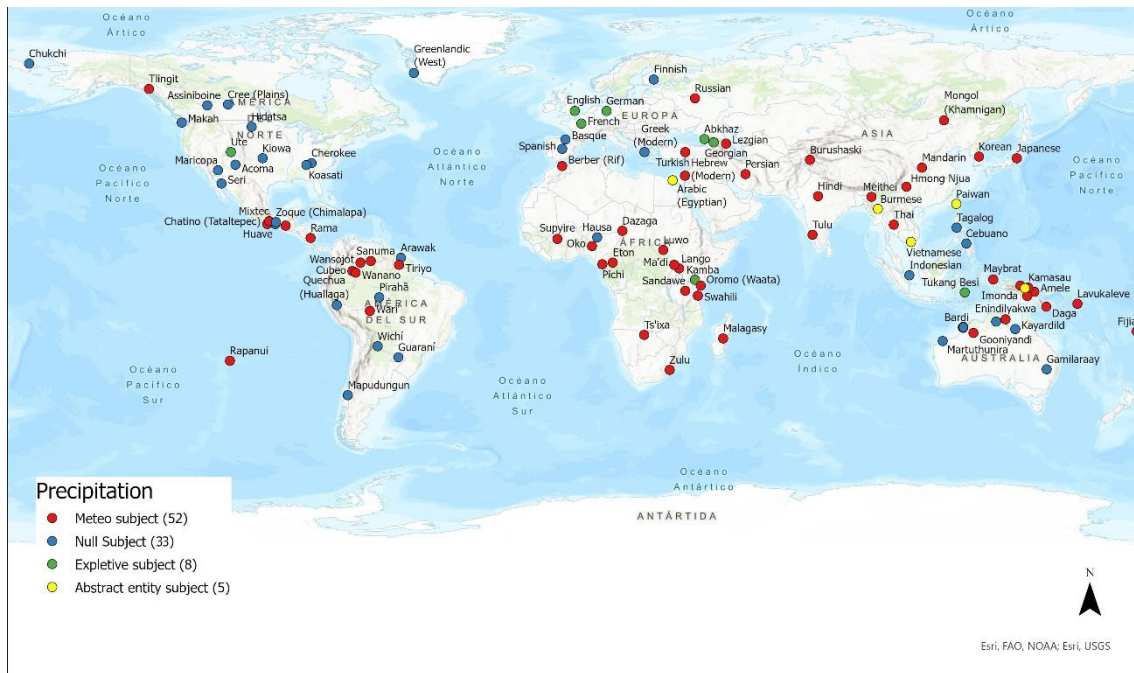 Océano
Ártico
Océano
Ártico
Chukchi
Greenlandic
(West)
Finnish
Tlingit
Assiniboine
Cree (Plains)
AMÉRICA
DEL
NORTE
Hidatsa
Makah
Ute
Kiowa
Cherokee
Maricopa
Acoma
Koasati
Seri
English
German
French
EUROPA
Russian
Basque
Spanish
Berber (Rif)
Greek
(Modern)
Abkhaz
Lezgian
Georgian
Turkish
Hebrew
(Modern)
Persian
Arabic
(Egyptian)
Mongol
(Khamnigan)
ASIA
Burushaski
Korean
Japanese
Mandarin
Hmong Njua
Hindi
Meithei
Burmese
Paiwan
Thai
Tagalog
Tulu
Cebuano
Vietnamese
Indonesian
Océano
Pacífico
Norte
Océano
Atlántico
Norte
Océano
Pacífico
Norte
Mixtec
Zoque (Chimalapa)
Chatino (Tataltepec)
Huave
Rama
Sanuma
Arawak
Wansojot
Cubeo
Wanano
Tiriyo
Quechua
(Huallaga)
Pirahã
AMÉRICA
DEL SUR
Wari
Wichí
Guaraní
Mapudungun
Rapanui
Supyire
Hausa
Dazaga
Oko
ÁFRICA
Luwo
Eton
Ma'di
Lango
Pichi
Kamba
Sandawe
Oromo (Waata)
Swahili
Ts'ixa
Malagasy
Zulu
Maybrat
Kamasau
Tukang Besi
Amele
Imonda
Lavukaleve
Enindilyakwa
Daga
Bardi
Kayardild
Fiji
Gooniyandi
Martuthunira
AUSTRALIA
Gamilaraay
Océano
Pacífico
Sur
Océano
Atlántico
Sur
Océano
Índico
Océano
Antártico
ANTÁRTIDA
Precipitation
Meteo subject (52)
Null Subject (33)
Expletive subject (8)
Abstract entity subject (5)
N
Esri, FAO, NOAA; Esri, USGS